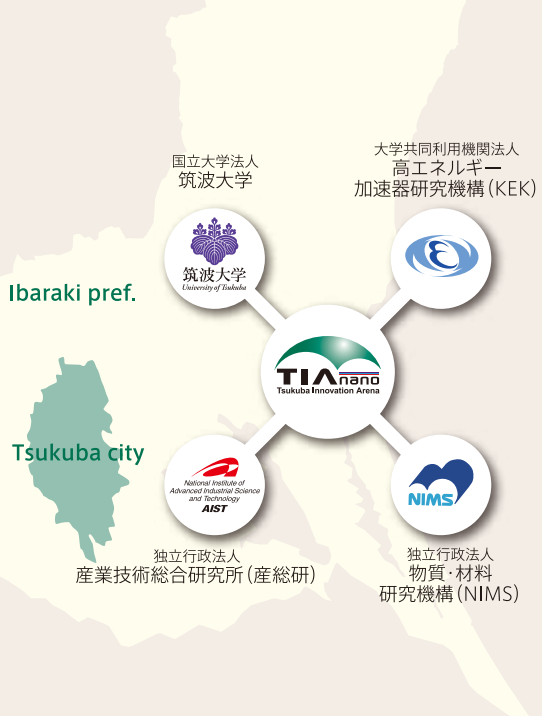 国立大学法人
筑波大学
大学共同利用機関法人
高エネルギー
加速器研究機構(KEK)
筑波大学
University of Tsukuba
Ibaraki pref.
TIA nano
Tsukuba Innovation Arena
Tsukuba city
National Institute of
Advanced Industrial Science
and Technology
AIST
NIMS
独立行政法人
産業技術総合研究所(産総研)
独立行政法人
物質・材料
研究機構(NIMS)